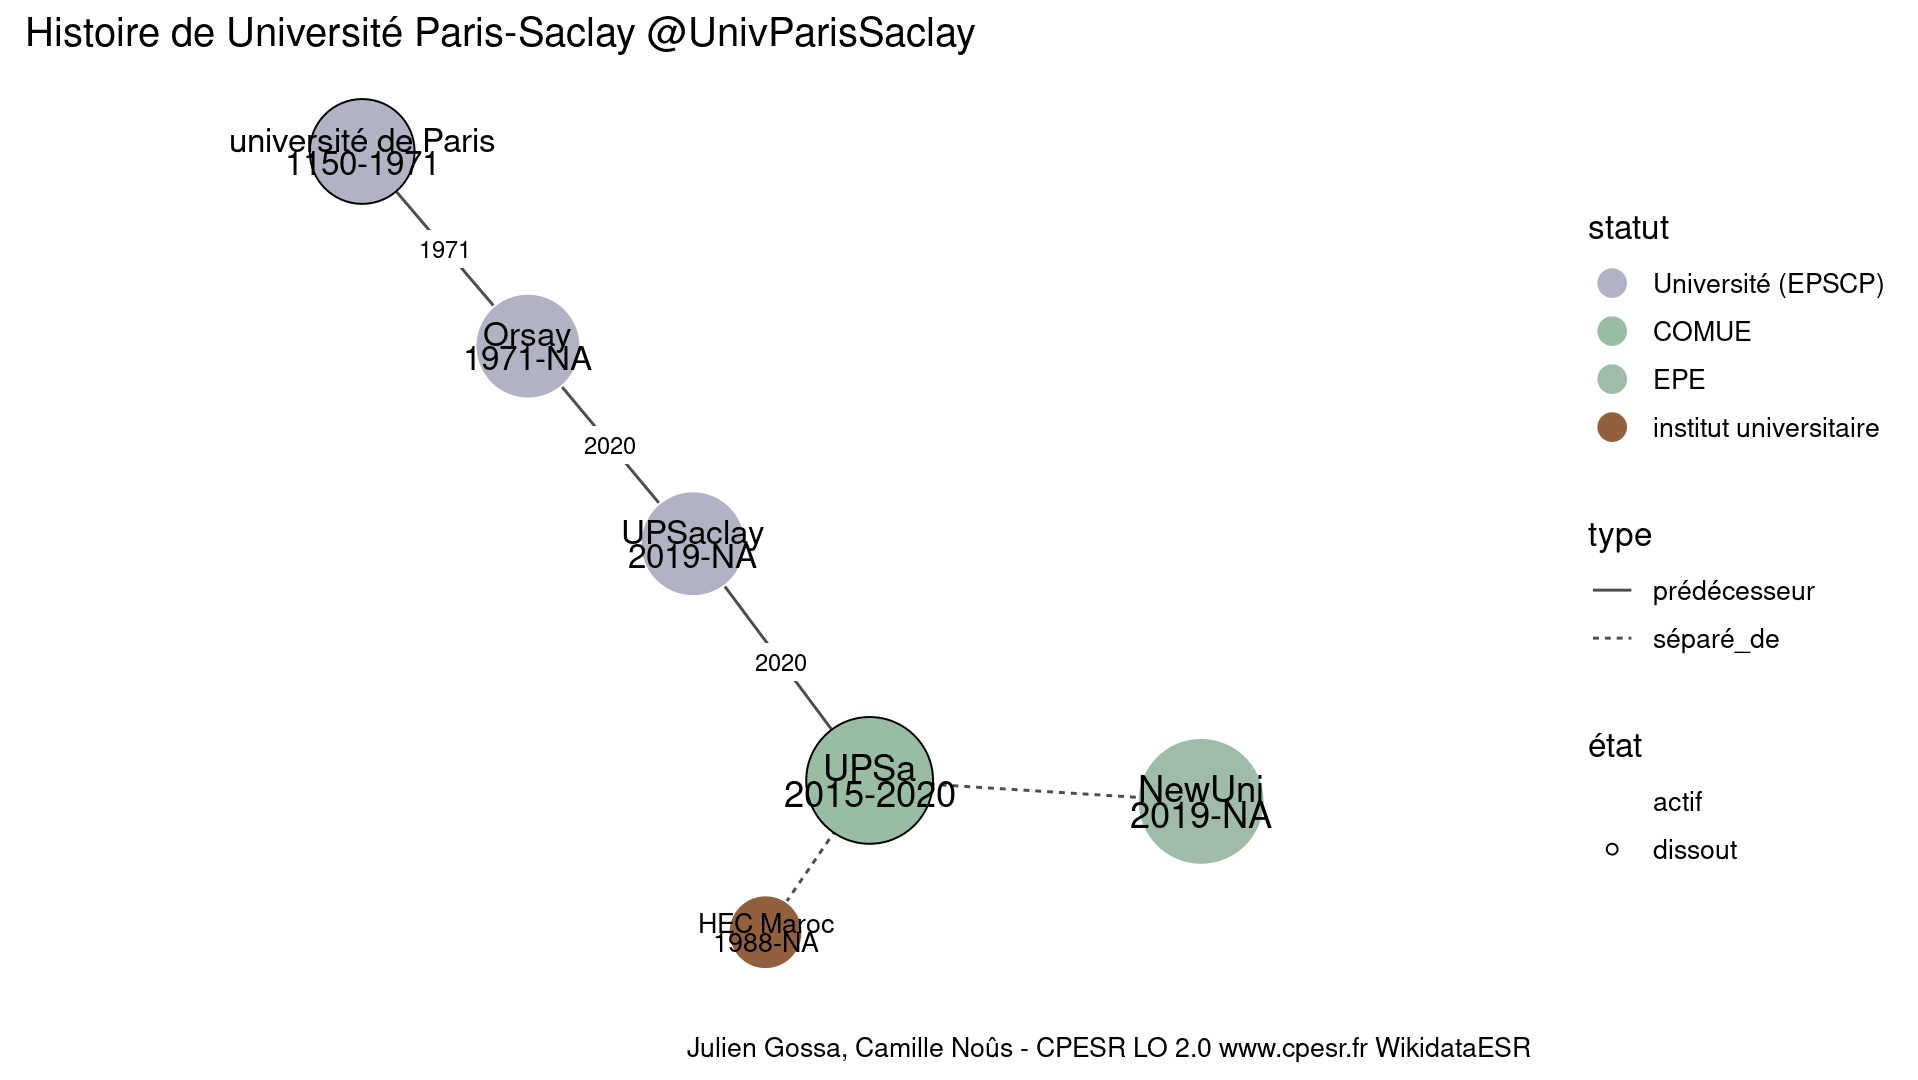 Histoire de Université Paris-Saclay @UnivParisSaclay
université de Paris
1150-1971
1971
Orsay
1971-NA
2020
UPSaclay
2019-NA
2020
UPSa
2015-2020
NewUni
2019-NA
HEC Maroc
1988-NA
statut
Université (EPSCP)
COMUE
EPE
institut universitaire
type
prédécesseur
séparé_de
état
actif
dissout
Julien Gossa, Camille Noûs - CPESR LO 2.0 www.cpesr.fr WikidataESR